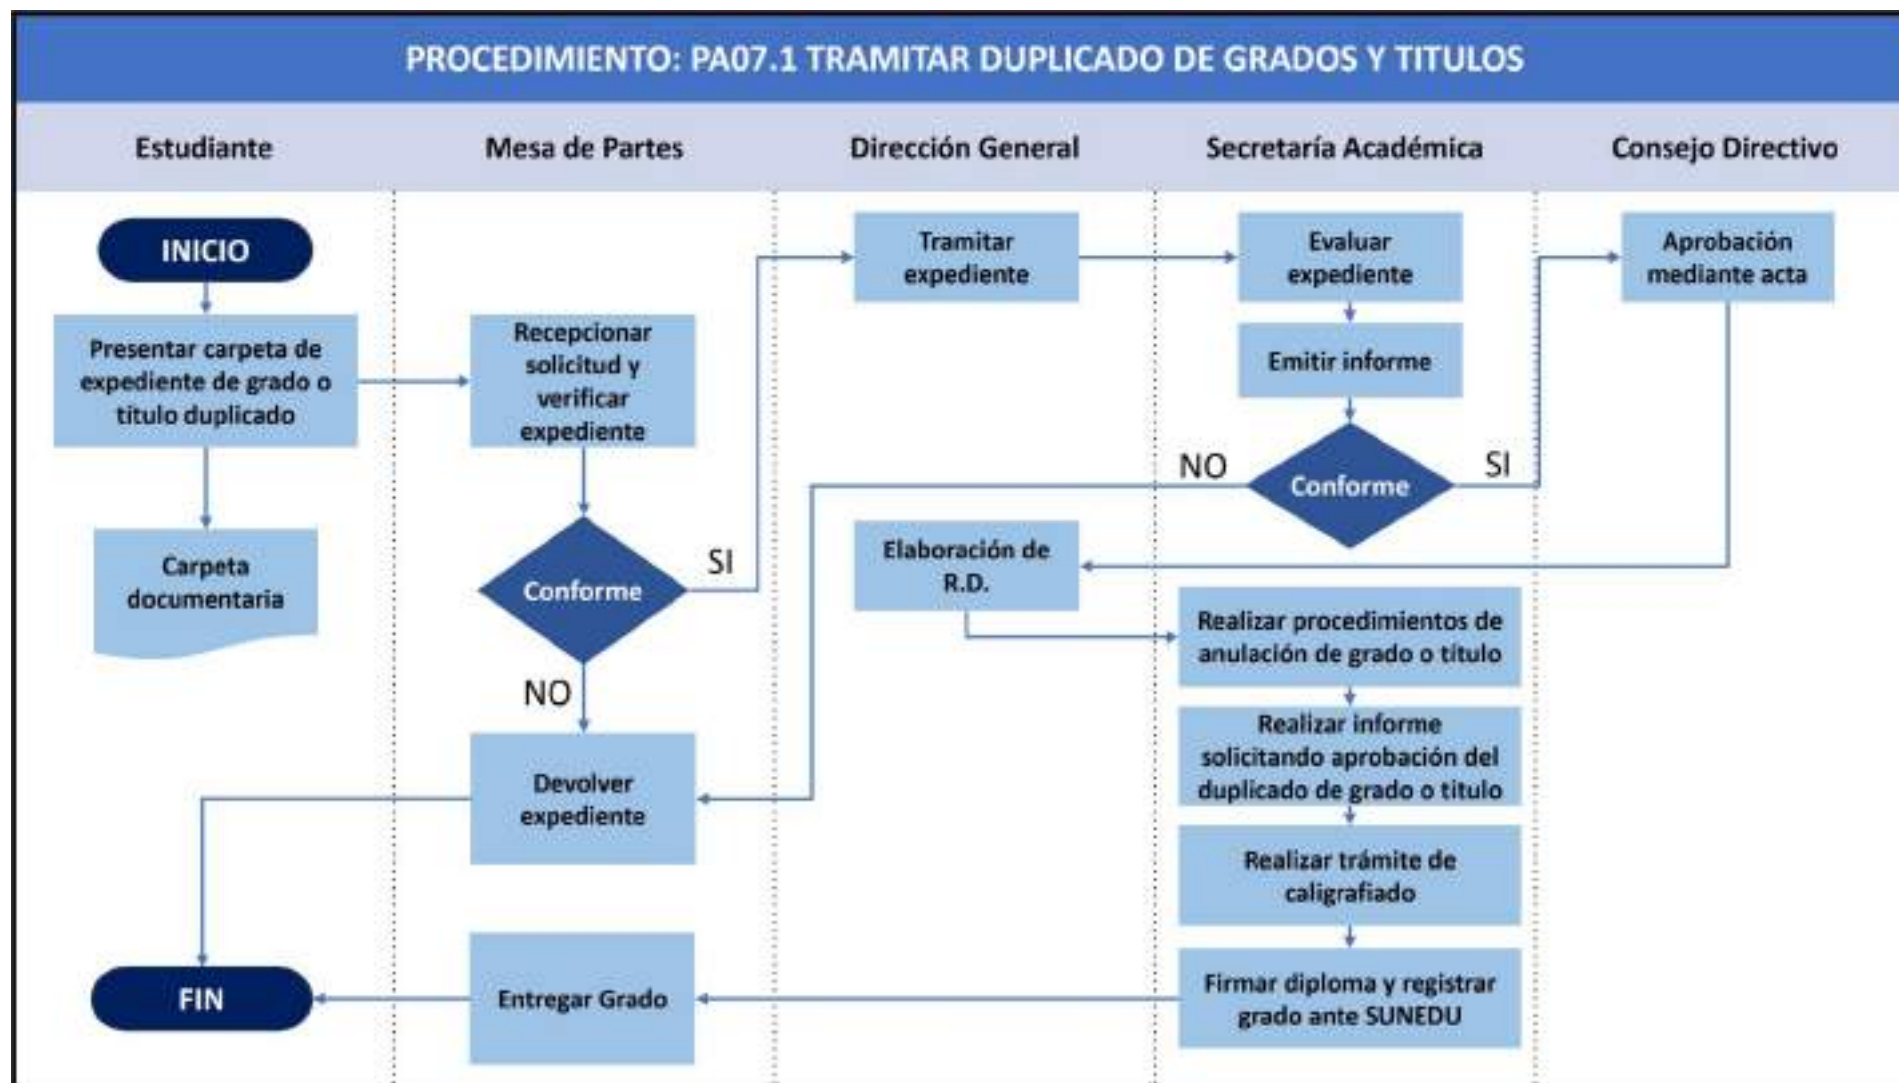 PROCEDIMIENTO: PA07.1 TRAMITAR DUPLICADO DE GRADOS Y TITULOS
Estudiante
Mesa de Partes
Dirección General
Secretaría Académica
Consejo Directivo
INICIO
Presentar carpeta de
expediente de grado o
título duplicado
Carpeta
documentaria
FIN
Recepcionar
solicitud y
verificar
expediente
Conforme
SI
NO
Devolver
expediente
Entregar Grado
Tramitar
expediente
Elaboración de
R.D.
Evaluar
expediente
Emitir informe
NO
Conforme
SI
Realizar procedimientos de
anulación de grado o título
Realizar informe
solicitando aprobación del
duplicado de grado o título
Realizar trámite de
caligrafiado
Firmar diploma y registrar
grado ante SUNEDU
Aprobación
mediante acta